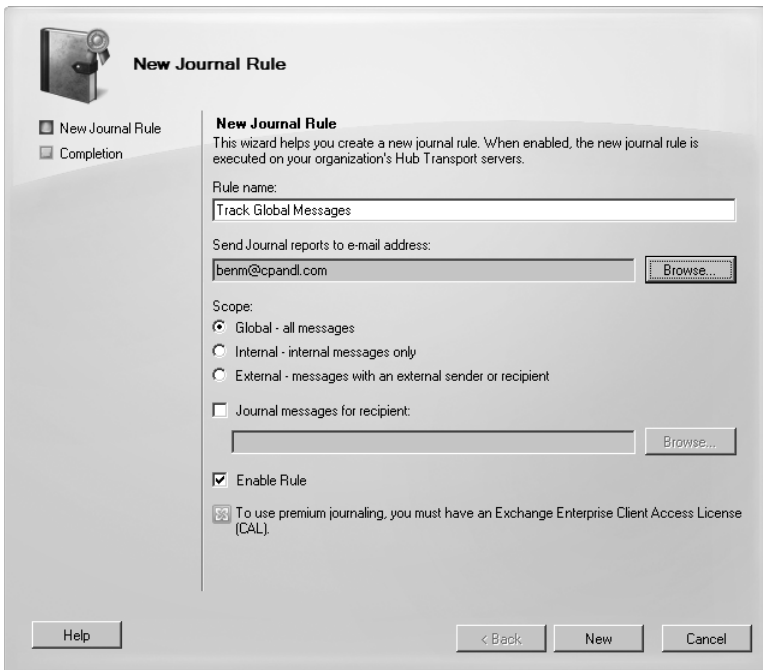 New Journal Rule
New Journal Rule
Completion
New Journal Rule
This wizard helps you create a new journal rule. When enabled, the new journal rule is
executed on your organization's Hub Transport servers.
Rule name:
Track Global Messages
Send Journal reports to e-mail address:
benm@cpandl.com
Browse...
Scope:
Global - all messages
Internal - internal messages only
External - messages with an external sender or recipient
Journal messages for recipient:
Browse...
Enable Rule
To use premium journaling, you must have an Exchange Enterprise Client Access License
(CAL).
Help
< Back
New
Cancel